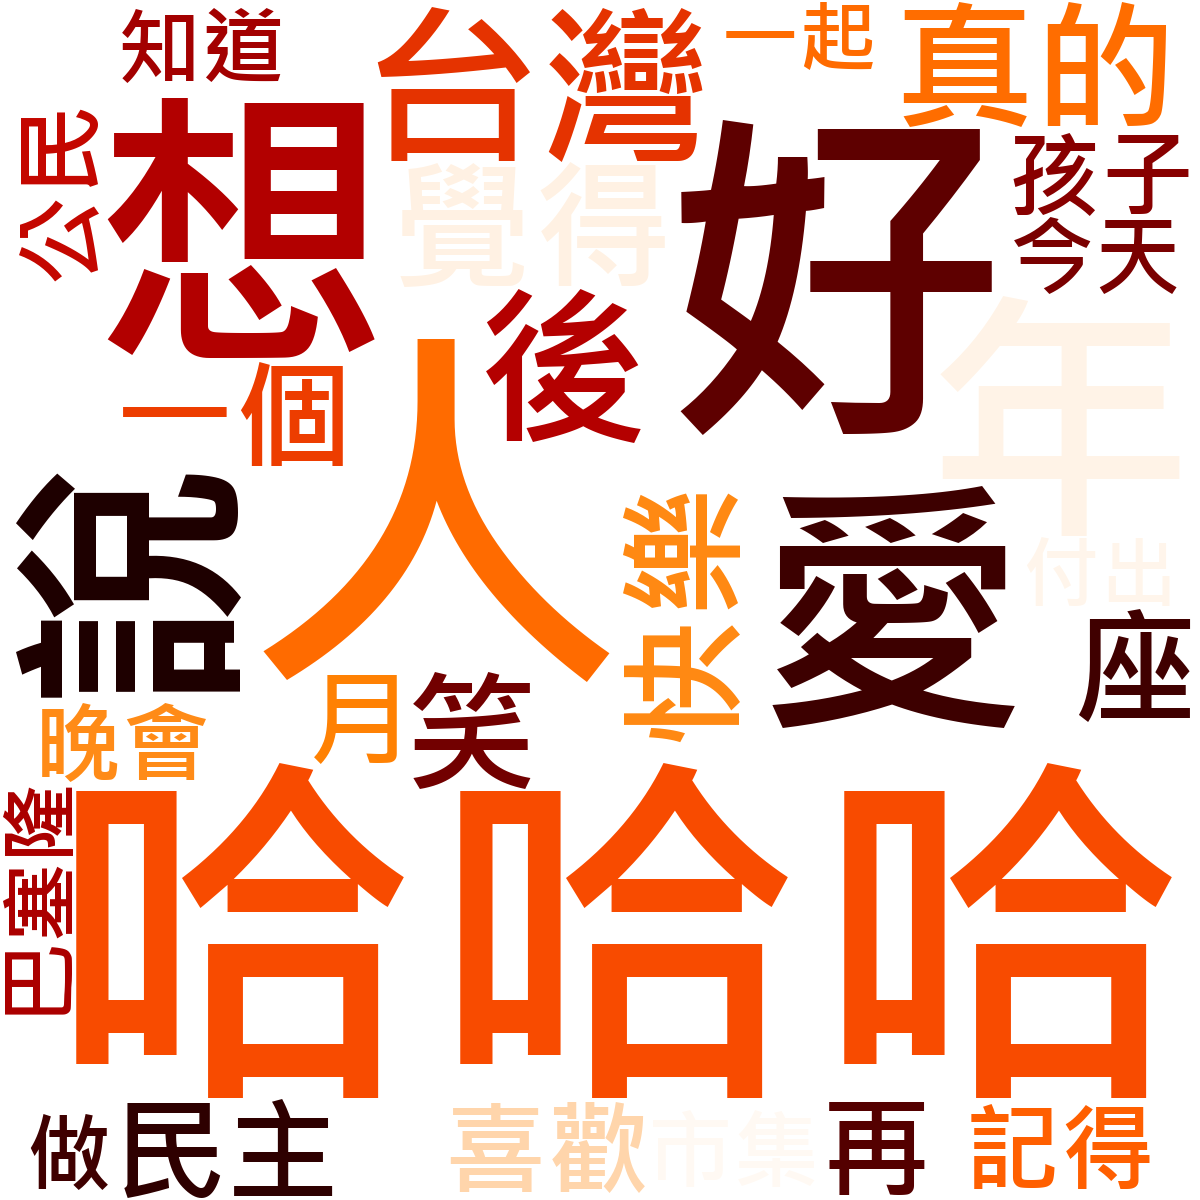 知道
台灣
一起
真的
公民
想
覺得
好
孩子
今天
後
年
一個
人
說
快樂
愛
付出
座
晚會
月
笑
巴塞隆
哈哈哈
做
民主
喜歡
市集
再
記得